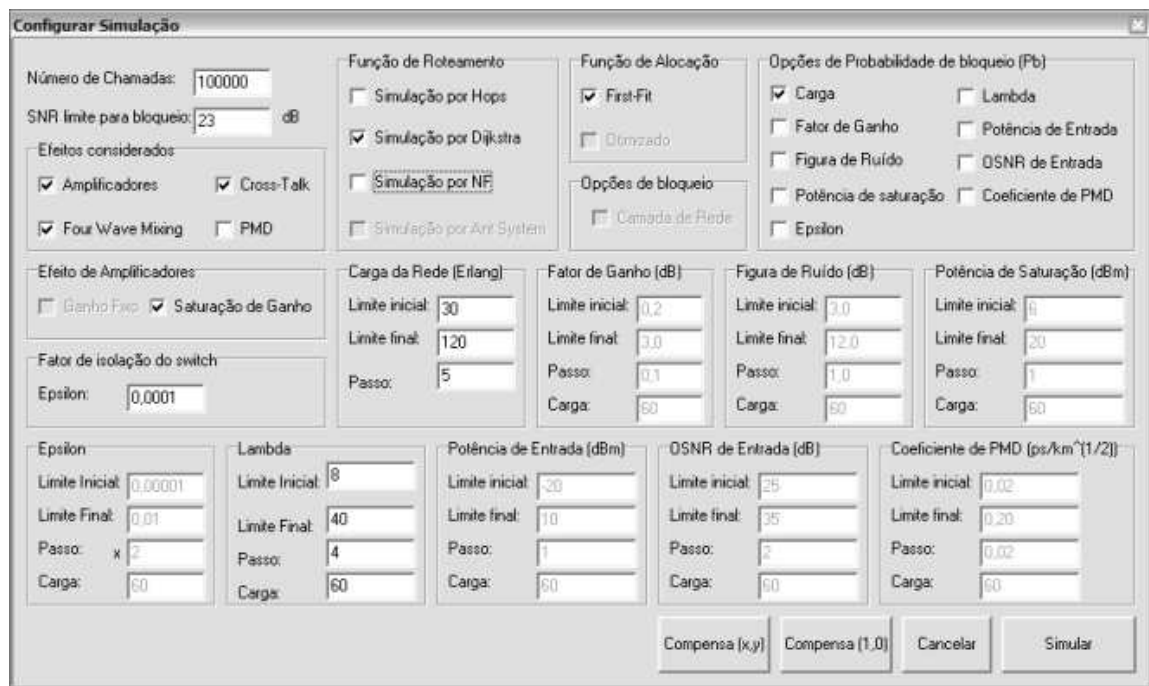 Configurar Simulação
Número de Chamadas: 100000
SNR limite para bloqueio: 23 dB
Efeitos considerados
Amplificadores Cross-Talk
Four Wave Mixing PMD
Função de Roteamento
Simulação por Hops
Simulação por Dijkstra
Simulação por NF
Simulação por Ant System
Função de Alocação
First-Fit
Otimizado
Opções de bloqueio
Camada de Rede
Opções de Probabilidade de bloqueio (Pb)
Carga Lambda
Fator de Ganho Potência de Entrada
Figura de Ruído OSNR de Entrada
Potência de saturação Coeficiente de PMD
Epsilon
Efeito de Amplificadores
Ganho Fixo Saturação de Ganho
Fator de isolação do switch
Epsilon: 0,0001
Carga da Rede (Erlang)
Limite inicial: 30
Limite final: 120
Passo: 5
Fator de Ganho (dB)
Limite inicial: 0,2
Limite final: 3,0
Passo: 0,1
Carga: 60
Figura de Ruído (dB)
Limite inicial: 3,0
Limite final: 12,0
Passo: 1,0
Carga: 60
Potência de Saturação (dBm)
Limite inicial: 6
Limite final: 20
Passo: 1
Carga: 60
Epsilon
Limite Inicial: 0,00001
Limite Final: 0,01
Passo: x 2
Carga: 60
Lambda
Limite Inicial: 8
Limite Final: 40
Passo: 4
Carga: 60
Potência de Entrada (dBm)
Limite inicial: -20
Limite final: 10
Passo: 1
Carga: 60
OSNR de Entrada (dB)
Limite inicial: 25
Limite final: 35
Passo: 2
Carga: 60
Coeficiente de PMD (ps/km^(1/2))
Limite inicial: 0,02
Limite final: 0,20
Passo: 0,02
Carga: 60
Compensa (x,y) Compensa (1,0) Cancelar Simular